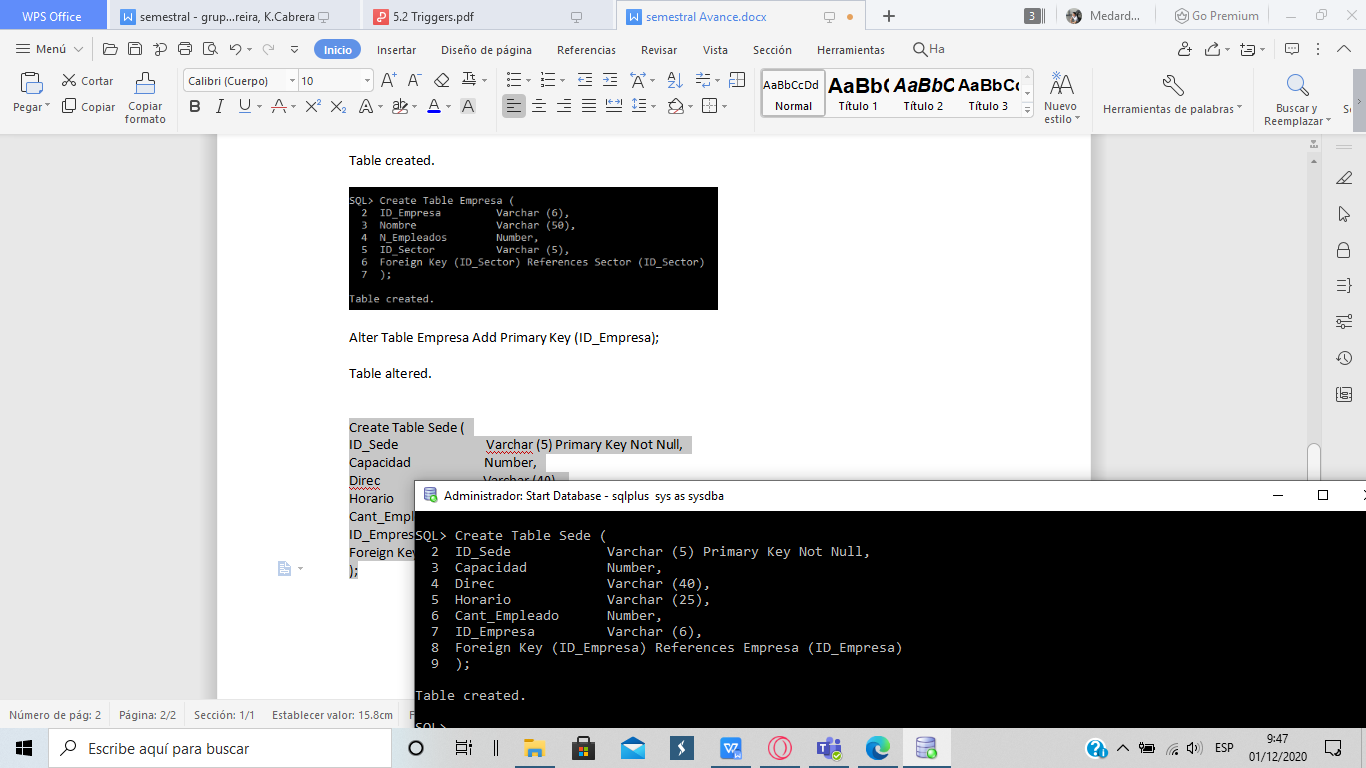 WPS Office
semestral - grup...reira, K.Cabrera
5.2 Triggers.pdf
semestral Avance.docx
3
Medard...
Go Premium
Menú
Inicio
Insertar
Diseño de página
Referencias
Revisar
Vista
Sección
Herramientas
Ha
Pegar
Cortar
Copiar
Copiar formato
Calibri (Cuerpo)
10
AaBbCcDd
Normal
AaBb(
Título 1
AaBbC
Título 2
AaBbCc
Título 3
Nuevo estilo
Herramientas de palabras
Buscar y Reemplazar
Table created.
SQL> Create Table Empresa (
2 ID_Empresa Varchar (6),
3 Nombre Varchar (50),
4 N_Empleados Number,
5 ID_Sector Varchar (5),
6 Foreign Key (ID_Sector) References Sector (ID_Sector)
7 );
Table created.
Alter Table Empresa Add Primary Key (ID_Empresa);
Table altered.
Create Table Sede (
ID_Sede Varchar (5) Primary Key Not Null,
Capacidad Number,
Direc Varchar (40)
Horario
Cant_Empl
ID_Empres
Foreign Key
);
Administrador: Start Database - sqlplus sys as sysdba
SQL> Create Table Sede (
2 ID_Sede Varchar (5) Primary Key Not Null,
3 Capacidad Number,
4 Direc Varchar (40),
5 Horario Varchar (25),
6 Cant_Empleado Number,
7 ID_Empresa Varchar (6),
8 Foreign Key (ID_Empresa) References Empresa (ID_Empresa)
9 );
Table created.
SQL>
Número de pág: 2
Página: 2/2
Sección: 1/1
Establecer valor: 15.8cm
Escribe aquí para buscar
ESP
9:47
01/12/2020